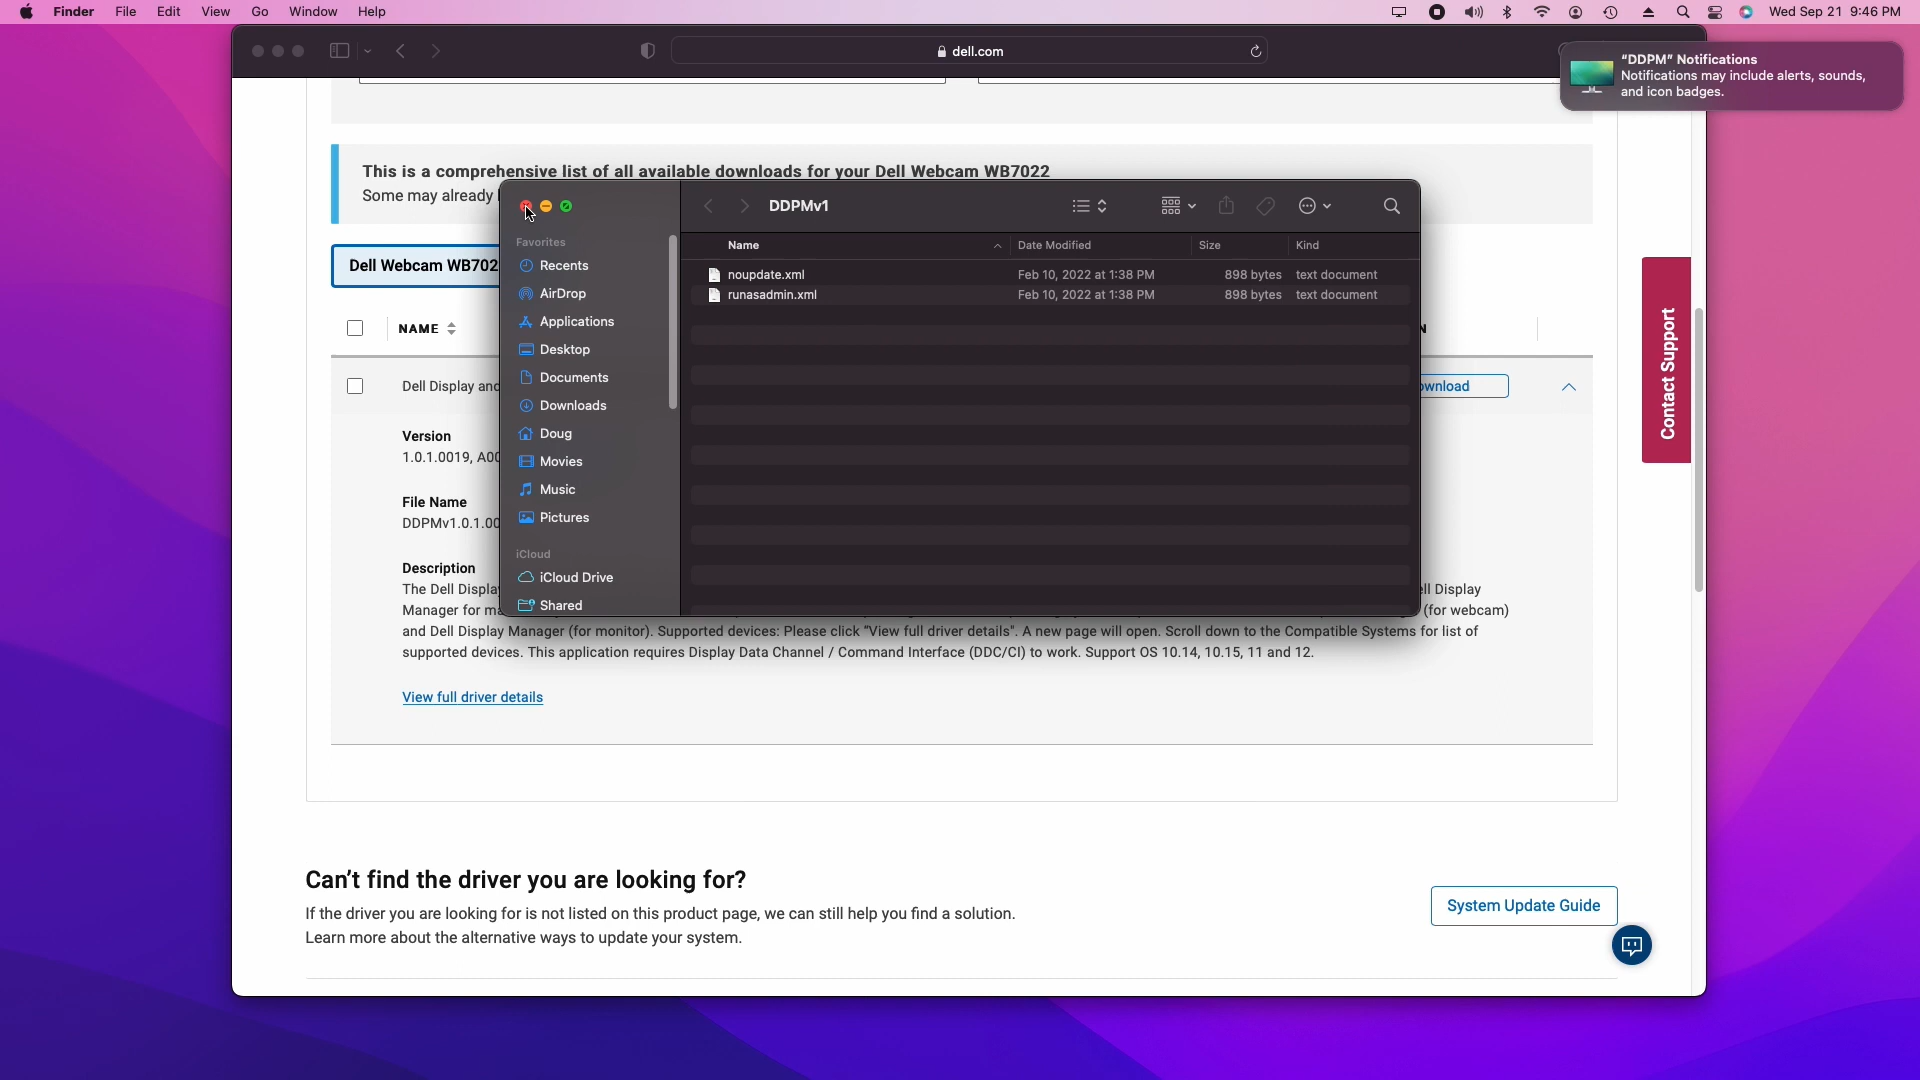 Finder File Edit View Go Window Help Wed Sep 21 9:46 PM
dell.com
"DDPM" Notifications
Notifications may include alerts, sounds,
and icon badges.
This is a comprehensive list of all available downloads for your Dell Webcam WB7022
Some may already
DDPMv1
Favorites
Recents
AirDrop
Applications
Desktop
Documents
Downloads
Doug
Movies
Music
Pictures
iCloud
iCloud Drive
Shared
Name Date Modified Size Kind
noupdate.xml Feb 10, 2022 at 1:38 PM 898 bytes text document
runasadmin.xml Feb 10, 2022 at 1:38 PM 898 bytes text document
Dell Webcam WB702
NAME
Dell Display and
ownload
Contact Support
Version
1.0.1.0019, A00
File Name
DDPMv1.0.1.00
Description
The Dell Display ell Display
Manager for ma (for webcam)
and Dell Display Manager (for monitor). Supported devices: Please click "View full driver details". A new page will open. Scroll down to the Compatible Systems for list of
supported devices. This application requires Display Data Channel / Command Interface (DDC/CI) to work. Support OS 10.14, 10.15, 11 and 12.
View full driver details
Can't find the driver you are looking for?
If the driver you are looking for is not listed on this product page, we can still help you find a solution.
Learn more about the alternative ways to update your system.
System Update Guide